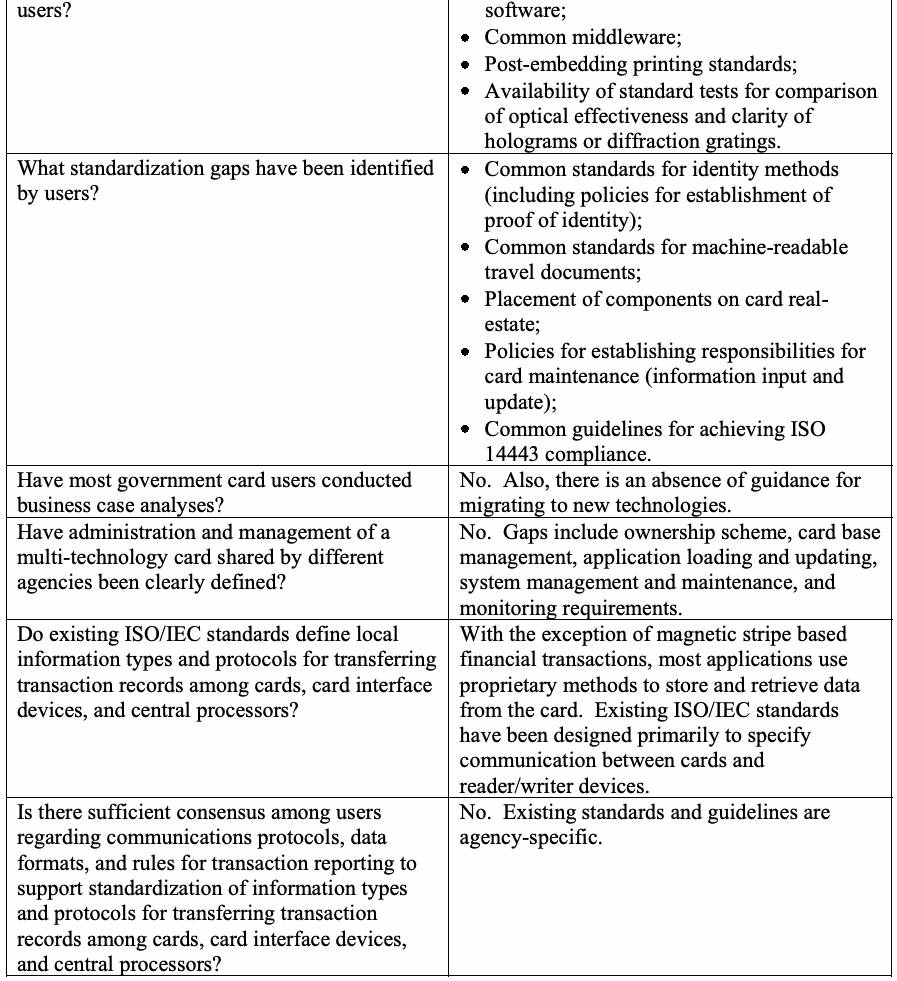 users?
software;
• Common middleware;
• Post-embedding printing standards;
• Availability of standard tests for comparison
of optical effectiveness and clarity of
holograms or diffraction gratings.
What standardization gaps have been identified
by users?
• Common standards for identity methods
(including policies for establishment of
proof of identity);
• Common standards for machine-readable
travel documents;
• Placement of components on card real-
estate;
• Policies for establishing responsibilities for
card maintenance (information input and
update);
• Common guidelines for achieving ISO
14443 compliance.
Have most government card users conducted
business case analyses?
No.  Also, there is an absence of guidance for
migrating to new technologies.
Have administration and management of a
multi-technology card shared by different
agencies been clearly defined?
No.  Gaps include ownership scheme, card base
management, application loading and updating,
system management and maintenance, and
monitoring requirements.
Do existing ISO/IEC standards define local
information types and protocols for transferring
transaction records among cards, card interface
devices, and central processors?
With the exception of magnetic stripe based
financial transactions, most applications use
proprietary methods to store and retrieve data
from the card.  Existing ISO/IEC standards
have been designed primarily to specify
communication between cards and
reader/writer devices.
Is there sufficient consensus among users
regarding communications protocols, data
formats, and rules for transaction reporting to
support standardization of information types
and protocols for transferring transaction
records among cards, card interface devices,
and central processors?
No.  Existing standards and guidelines are
agency-specific.